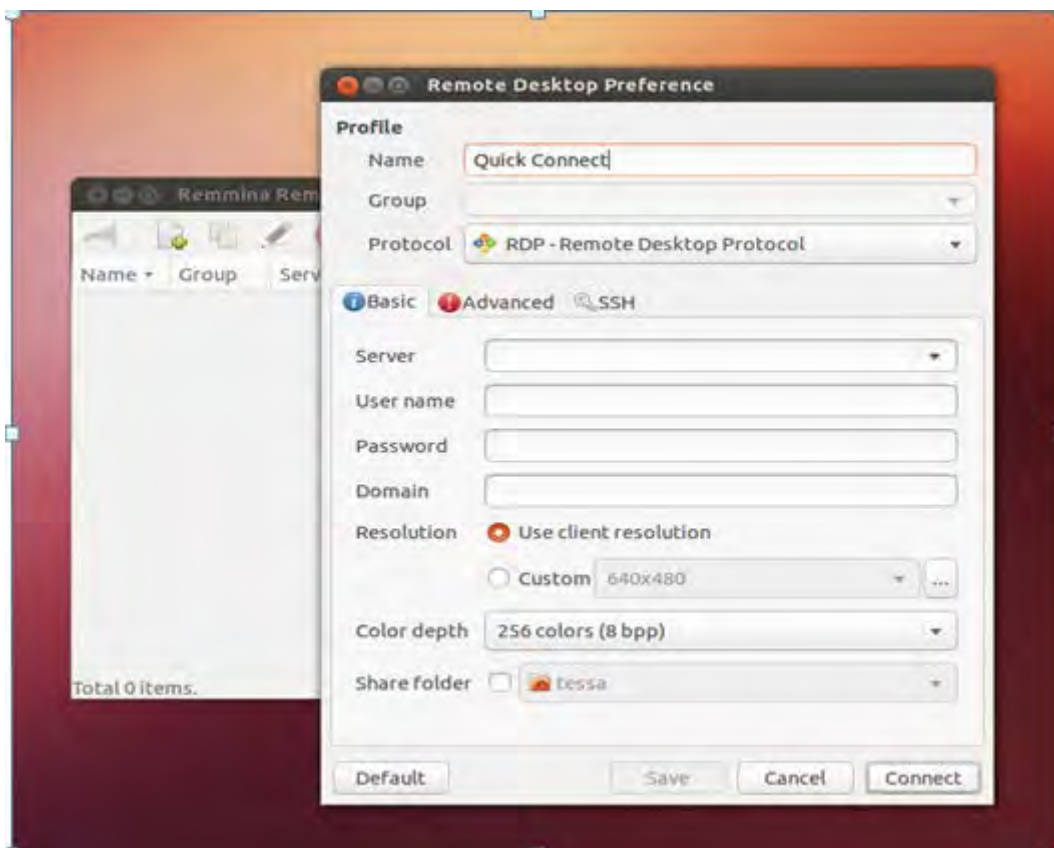 Remote Desktop Preference
Profile
Name Quick Connect
Group
Protocol RDP - Remote Desktop Protocol
Basic Advanced SSH
Server
User name
Password
Domain
Resolution Use client resolution
Custom 640x480 ...
Color depth 256 colors (8 bpp)
Share folder tessa
Default Save Cancel Connect
Remmina Rem
Name Group Serv
Total 0 items.